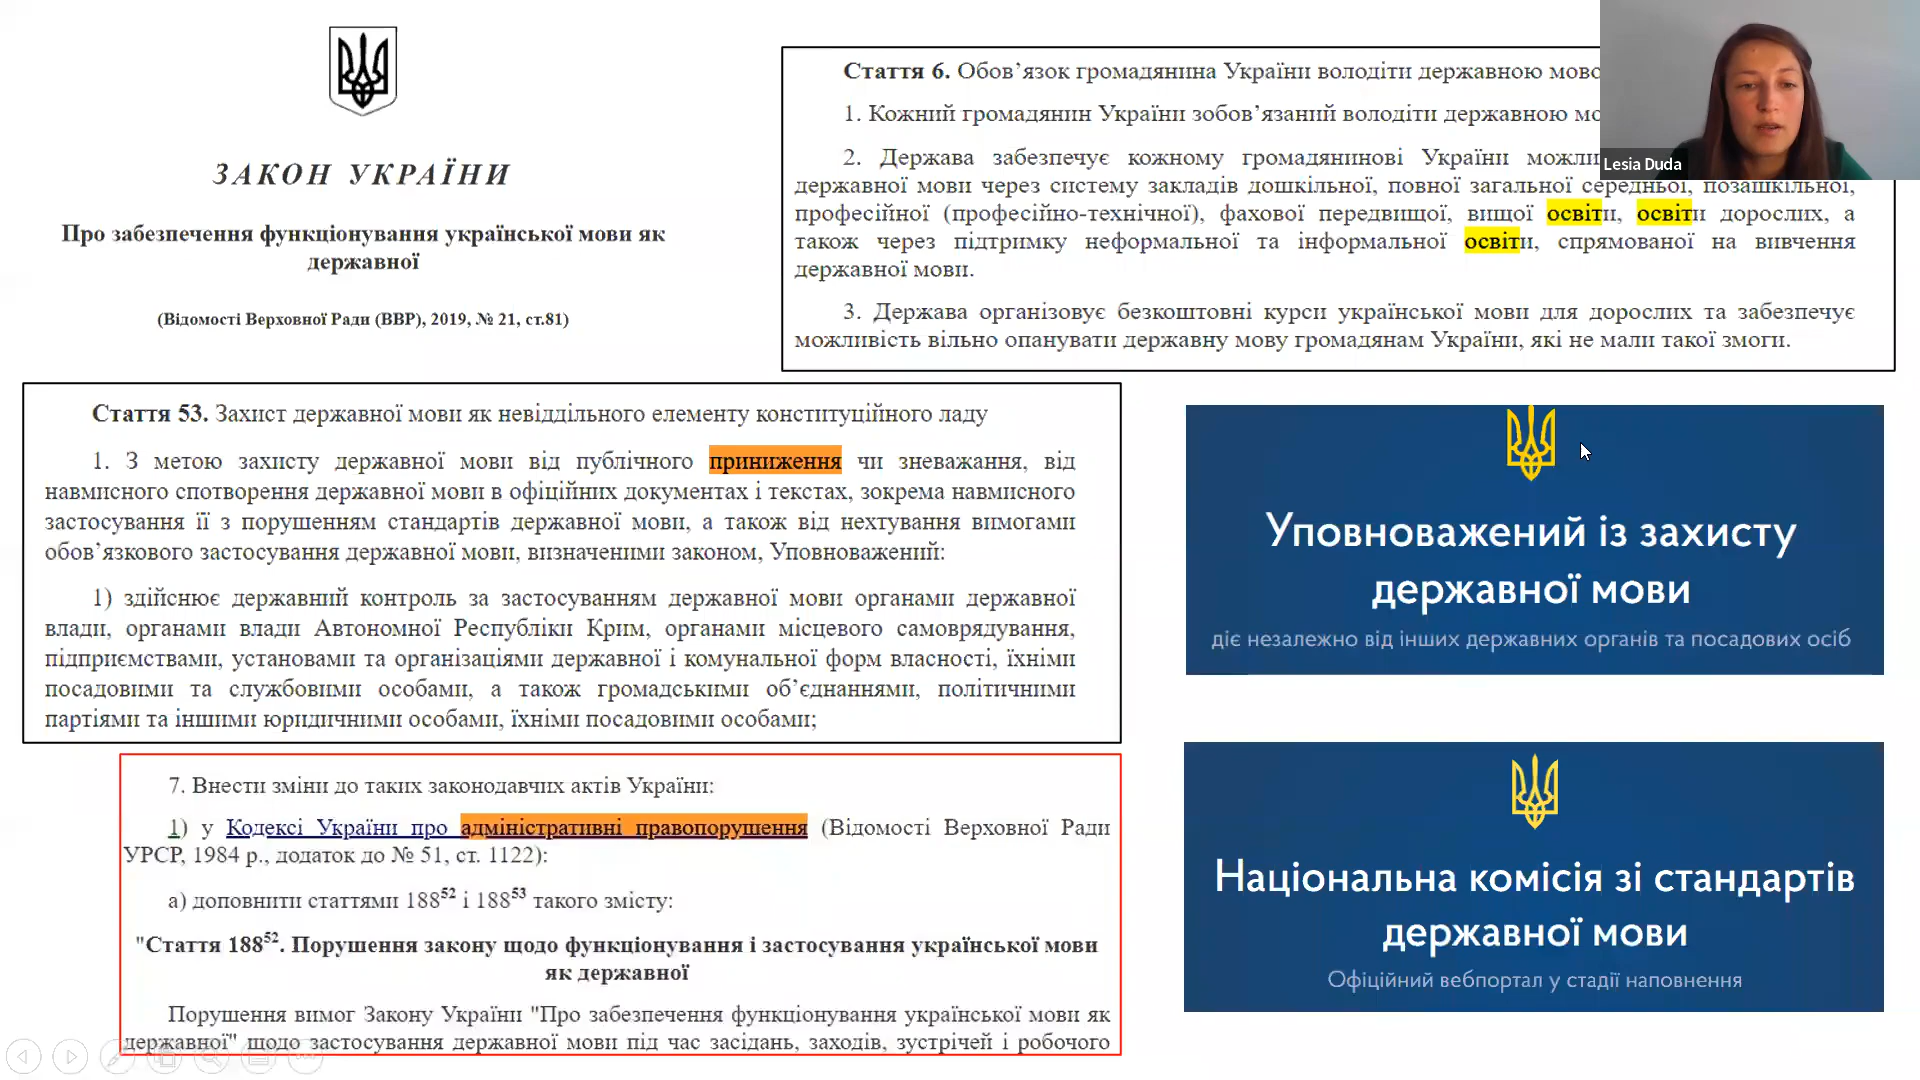 ЗАКОН УКРАЇНИ
Про забезпечення функціонування української мови як
державної
(Відомості Верховної Ради (ВВР), 2019, № 21, ст.81)
Стаття 6. Обов’язок громадянина України володіти державною
1. Кожний громадянин України зобов’язаний володіти державною
2. Держава забезпечує кожному громадянинові України
державної мови через систему закладів дошкільної, повної загальної середньої, позашкільної,
професійної (професійно-технічної), фахової передвищої, вищої освіти, освіти дорослих, а
також через підтримку неформальної та інформальної освіти, спрямованої на вивчення
державної мови.
3. Держава організовує безкоштовні курси української мови для дорослих та забезпечує
можливість вільно опанувати державну мову громадянам України, які не мали такої змоги.
Lesia Duda
Стаття 53. Захист державної мови як невіддільного елементу конституційного ладу
1. З метою захисту державної мови від публічного приниження чи зневажання, від
навмисного спотворення державної мови в офіційних документах і текстах, зокрема навмисного
застосування її з порушенням стандартів державної мови, а також від нехтування вимогами
обов’язкового застосування державної мови, визначеними законом, Уповноважений:
1) здійснює державний контроль за застосуванням державної мови органами державної
влади, органами влади Автономної Республіки Крим, органами місцевого самоврядування,
підприємствами, установами та організаціями державної і комунальної форм власності, їхніми
посадовими та службовими особами, а також громадськими об’єднаннями, політичними
партіями та іншими юридичними особами, їхніми посадовими особами;
7. Внести зміни до таких законодавчих актів України:
1) у Кодексі України про адміністративні правопорушення (Відомості Верховної Ради
УРСР, 1984 р., додаток до № 51, ст. 1122):
а) доповнити статтями 188⁵² і 188⁵³ такого змісту:
"Стаття 188⁵². Порушення закону щодо функціонування і застосування української мови
як державної
Порушення вимог Закону України "Про забезпечення функціонування української мови як
державної" щодо застосування державної мови під час засідань, заходів, зустрічей і робочого
Уповноважений із захисту
державної мови
діє незалежно від інших державних органів та посадових осіб
Національна комісія зі стандартів
державної мови
Офіційний вебпортал у стадії наповнення